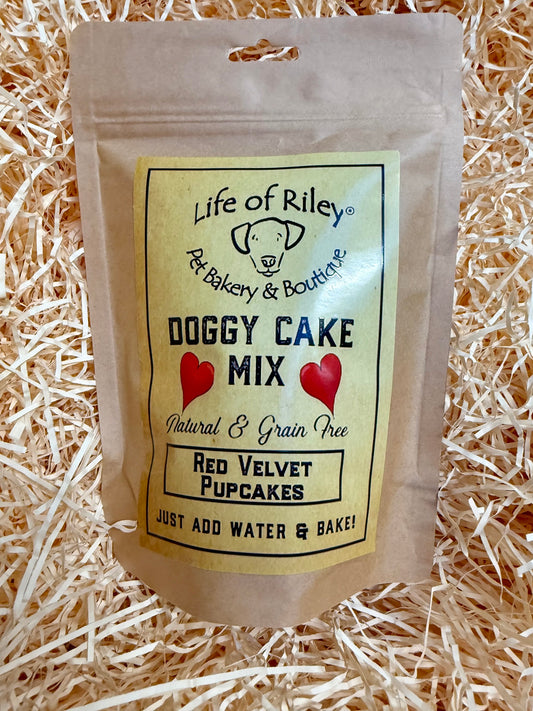 Life of Riley®
Pet Bakery & Boutique
DOGGY CAKE
MIX
Natural & Grain Free
RED VELVET
PUPCAKES
JUST ADD WATER & BAKE!